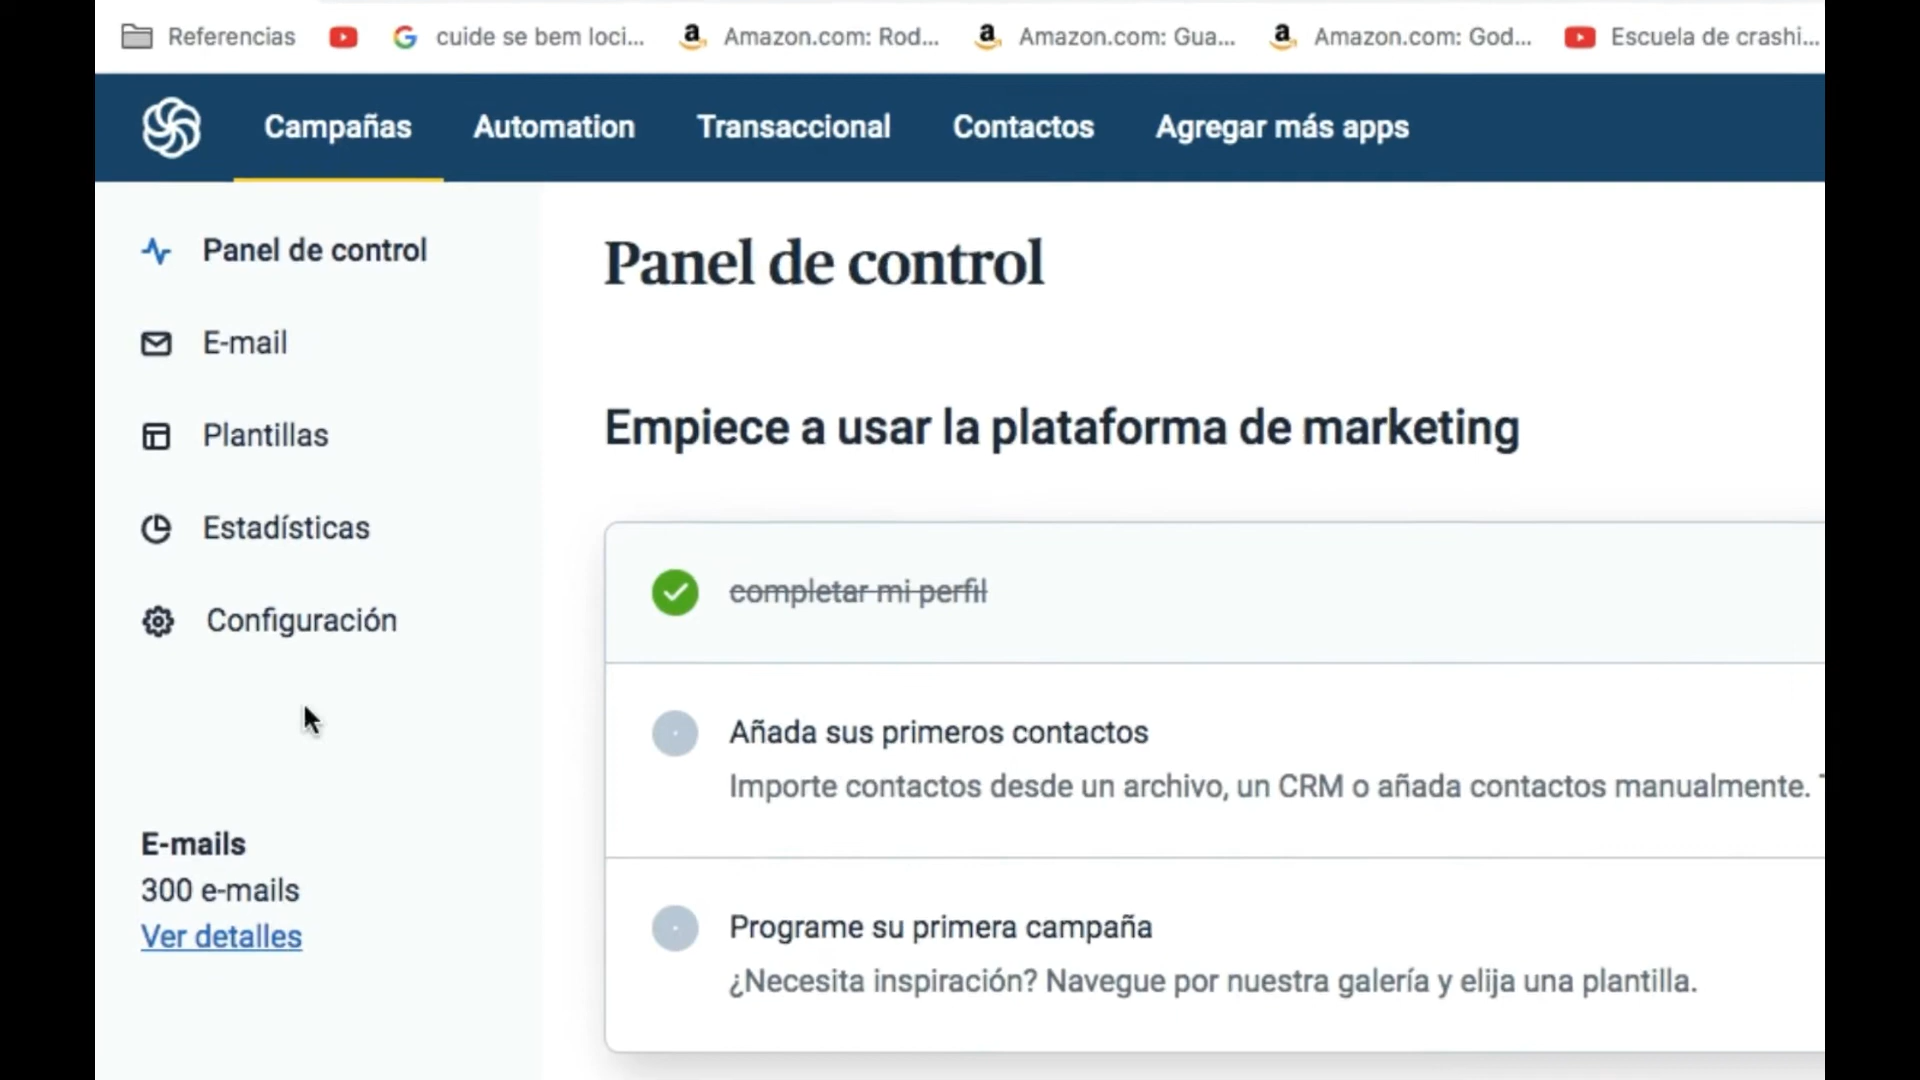 Referencias
cuide se bem loci...
Amazon.com: Rod...
Amazon.com: Gua...
Amazon.com: God...
Escuela de crashi...
Campañas
Automation
Transaccional
Contactos
Agregar más apps
Panel de control
E-mail
Plantillas
Estadísticas
Configuración
E-mails
300 e-mails
Ver detalles
Panel de control
Empiece a usar la plataforma de marketing
completar mi perfil
Añada sus primeros contactos
Importe contactos desde un archivo, un CRM o añada contactos manualmente.
Programe su primera campaña
¿Necesita inspiración? Navegue por nuestra galería y elija una plantilla.